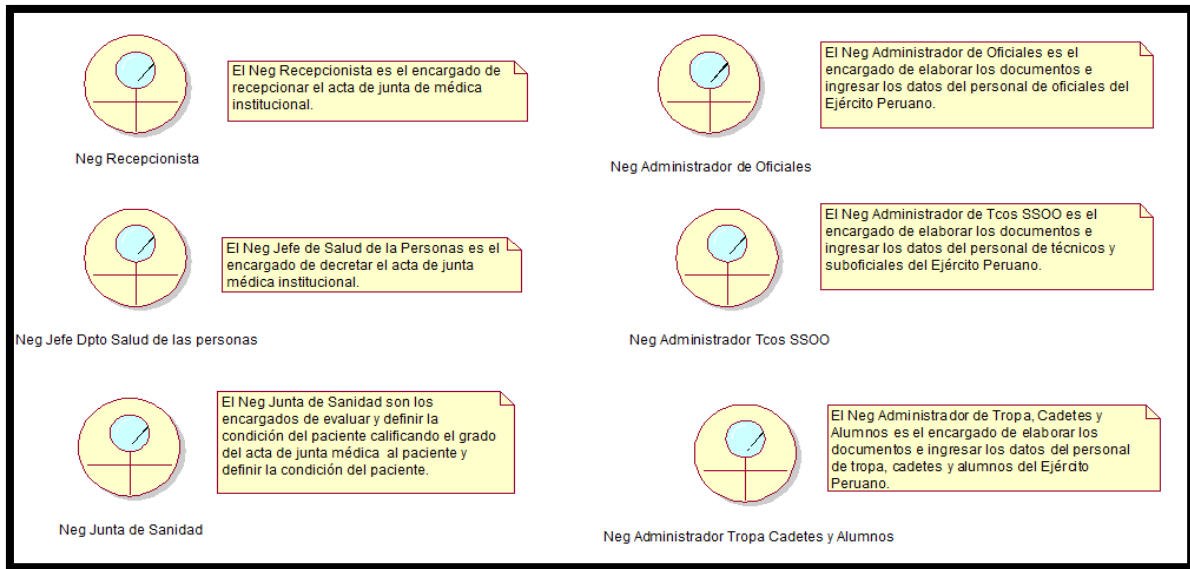 El Neg Recepcionista es el encargado de
recepcionar el acta de junta de médica
institucional.
Neg Recepcionista
El Neg Administrador de Oficiales es el
encargado de elaborar los documentos e
ingresar los datos del personal de oficiales del
Ejército Peruano.
Neg Administrador de Oficiales
El Neg Jefe de Salud de la Personas es el
encargado de decretar el acta de junta
médica institucional.
Neg Jefe Dpto Salud de las personas
El Neg Administrador de Tcos SSOO es el
encargado de elaborar los documentos e
ingresar los datos del personal de técnicos y
suboficiales del Ejército Peruano.
Neg Administrador Tcos SSOO
El Neg Junta de Sanidad son los
encargados de evaluar y definir la
condición del paciente calificando el grado
del acta de junta médica al paciente y
definir la condición del paciente.
Neg Junta de Sanidad
El Neg Administrador de Tropa, Cadetes y
Alumnos es el encargado de elaborar los
documentos e ingresar los datos del personal
de tropa, cadetes y alumnos del Ejército
Peruano.
Neg Administrador Tropa Cadetes y Alumnos